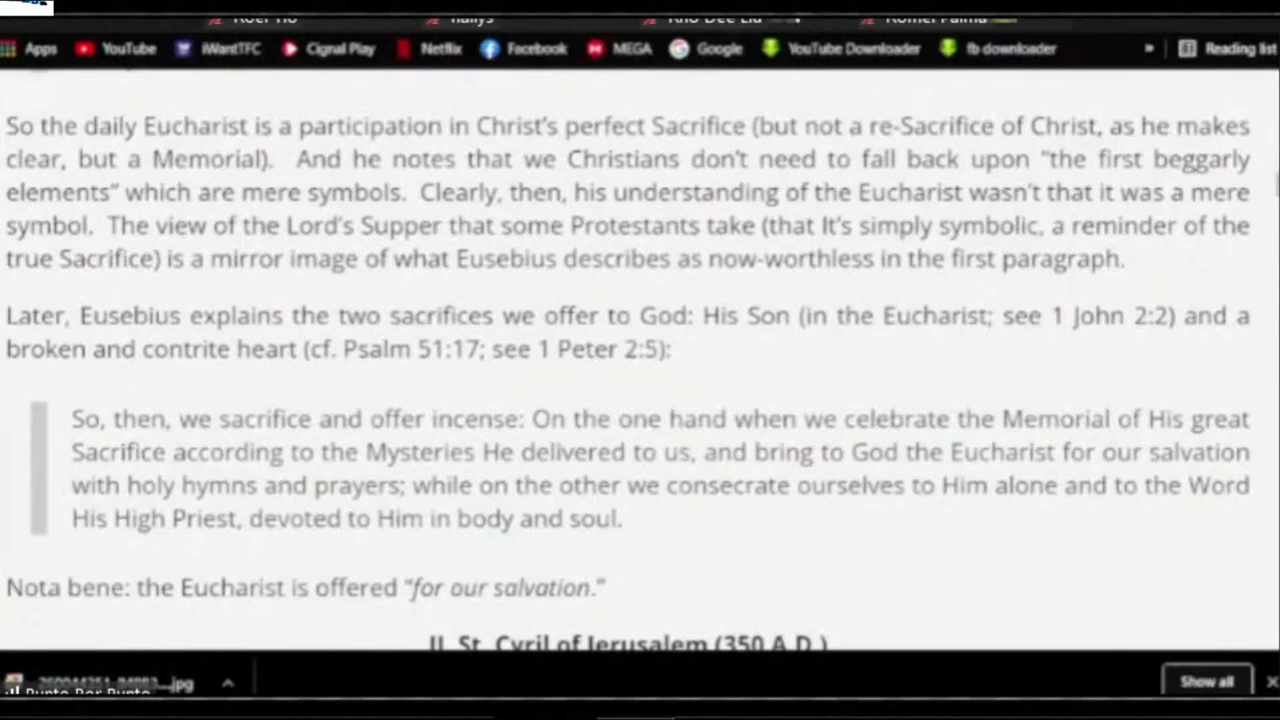 Apps YouTube iWantTFC Cignal Play Netflix Facebook MEGA Google YouTube Downloader fb downloader » Reading list
So the daily Eucharist is a participation in Christ's perfect Sacrifice (but not a re-Sacrifice of Christ, as he makes
clear, but a Memorial). And he notes that we Christians don't need to fall back upon "the first beggarly
elements" which are mere symbols. Clearly, then, his understanding of the Eucharist wasn't that it was a mere
symbol. The view of the Lord's Supper that some Protestants take (that It's simply symbolic, a reminder of the
true Sacrifice) is a mirror image of what Eusebius describes as now-worthless in the first paragraph.
Later, Eusebius explains the two sacrifices we offer to God: His Son (in the Eucharist; see 1 John 2:2) and a
broken and contrite heart (cf. Psalm 51:17; see 1 Peter 2:5):
So, then, we sacrifice and offer incense: On the one hand when we celebrate the Memorial of His great
Sacrifice according to the Mysteries He delivered to us, and bring to God the Eucharist for our salvation
with holy hymns and prayers; while on the other we consecrate ourselves to Him alone and to the Word
His High Priest, devoted to Him in body and soul.
Nota bene: the Eucharist is offered "for our salvation."
II. St. Cyril of Jerusalem (350 A.D.)
Show all
Punto Por Punto